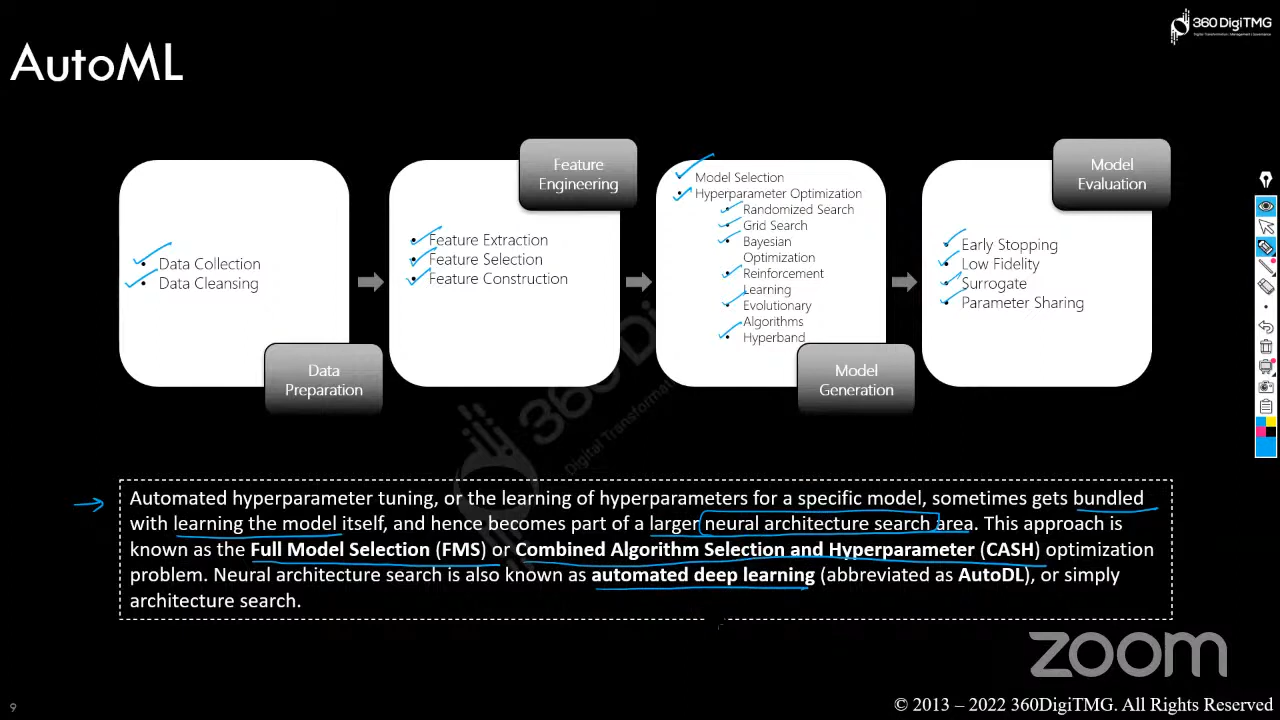 360DigiTMG
AutoML
Feature
Engineering
Model
Evaluation
• Data Collection
• Data Cleansing
Data
Preparation
• Feature Extraction
• Feature Selection
• Feature Construction
• Model Selection
• Hyperparameter Optimization
• Randomized Search
• Grid Search
• Bayesian
Optimization
• Reinforcement
Learning
• Evolutionary
Algorithms
• Hyperband
Model
Generation
• Early Stopping
• Low Fidelity
• Surrogate
• Parameter Sharing
Automated hyperparameter tuning, or the learning of hyperparameters for a specific model, sometimes gets bundled
with learning the model itself, and hence becomes part of a larger neural architecture search area. This approach is
known as the Full Model Selection (FMS) or Combined Algorithm Selection and Hyperparameter (CASH) optimization
problem. Neural architecture search is also known as automated deep learning (abbreviated as AutoDL), or simply
architecture search.
zoom
9
© 2013 – 2022 360DigiTMG. All Rights Reserved